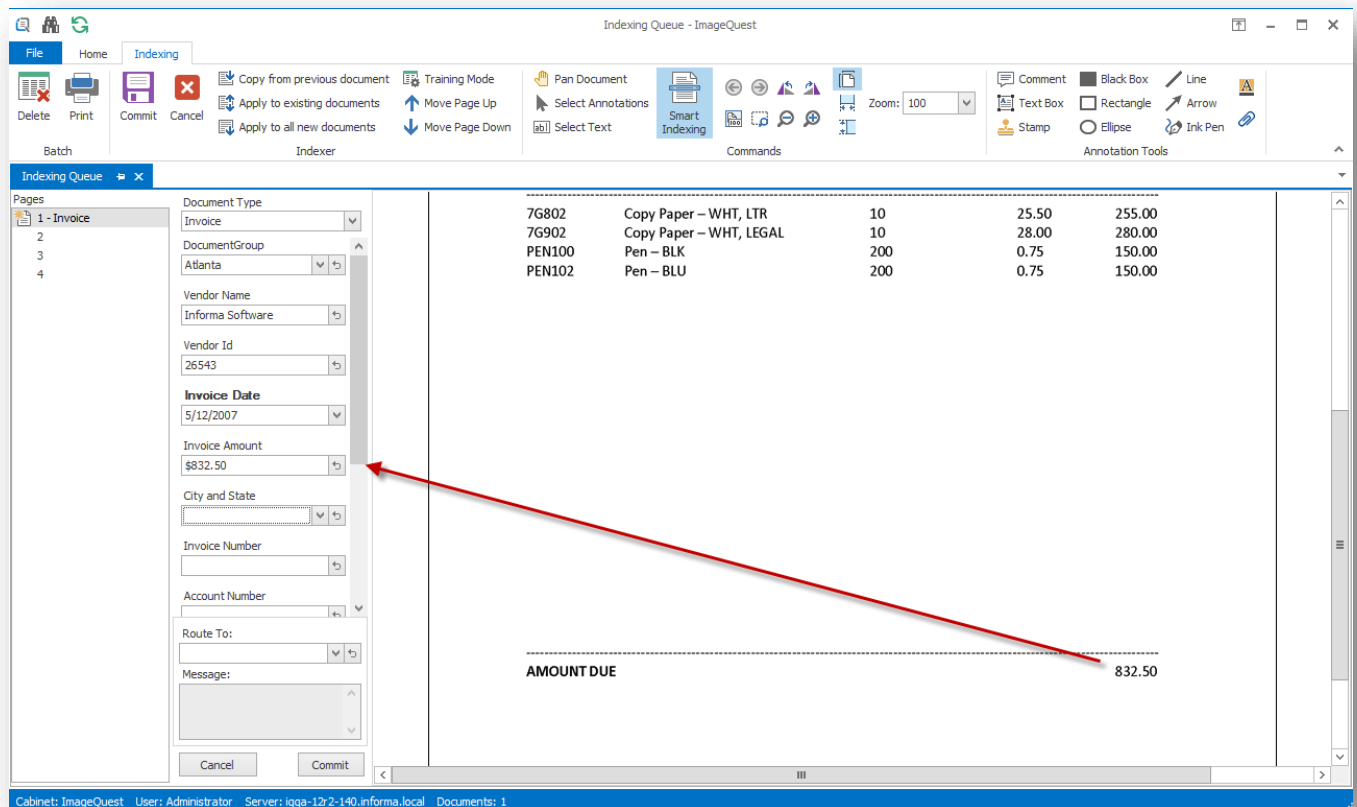 Indexing Queue - ImageQuest
File Home Indexing
Delete Print Commit Cancel
Copy from previous document
Apply to existing documents
Apply to all new documents
Training Mode
Move Page Up
Move Page Down
Pan Document
Select Annotations
Select Text
Smart Indexing
100
Zoom: 100
Comment
Text Box
Stamp
Black Box
Rectangle
Ellipse
Line
Arrow
Ink Pen
A
Batch Indexer Commands Annotation Tools
Indexing Queue
Pages
1 - Invoice
2
3
4
Document Type
Invoice
DocumentGroup
Atlanta
Vendor Name
Informa Software
Vendor Id
26543
Invoice Date
5/12/2007
Invoice Amount
$832.50
City and State
Invoice Number
Account Number
Route To:
Message:
Cancel Commit
7G802 Copy Paper – WHT, LTR 10 25.50 255.00
7G902 Copy Paper – WHT, LEGAL 10 28.00 280.00
PEN100 Pen – BLK 200 0.75 150.00
PEN102 Pen – BLU 200 0.75 150.00
AMOUNT DUE 832.50
Cabinet: ImageQuest User: Administrator Server: iqqa-12r2-140.informa.local Documents: 1